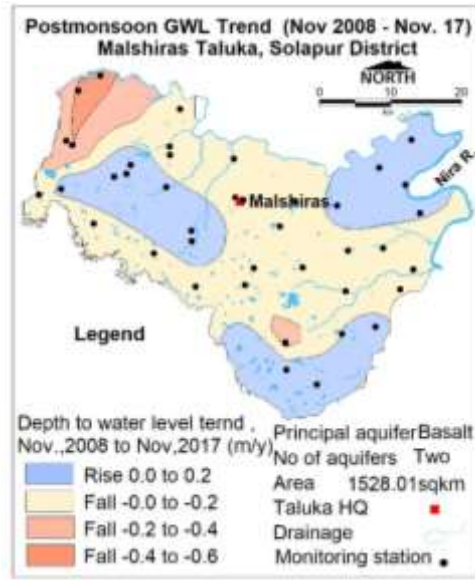 Postmonsoon GWL Trend (Nov 2008 - Nov. 17)
Malshiras Taluka, Solapur District
NORTH
0 10 20
Nira R.
Malshiras
Legend
Depth to water level ternd ,
Nov.,2008 to Nov,2017 (m/y)
Rise 0.0 to 0.2
Fall -0.0 to -0.2
Fall -0.2 to -0.4
Fall -0.4 to -0.6
Principal aquifer Basalt
No of aquifers Two
Area 1528.01sqkm
Taluka HQ
Drainage
Monitoring station